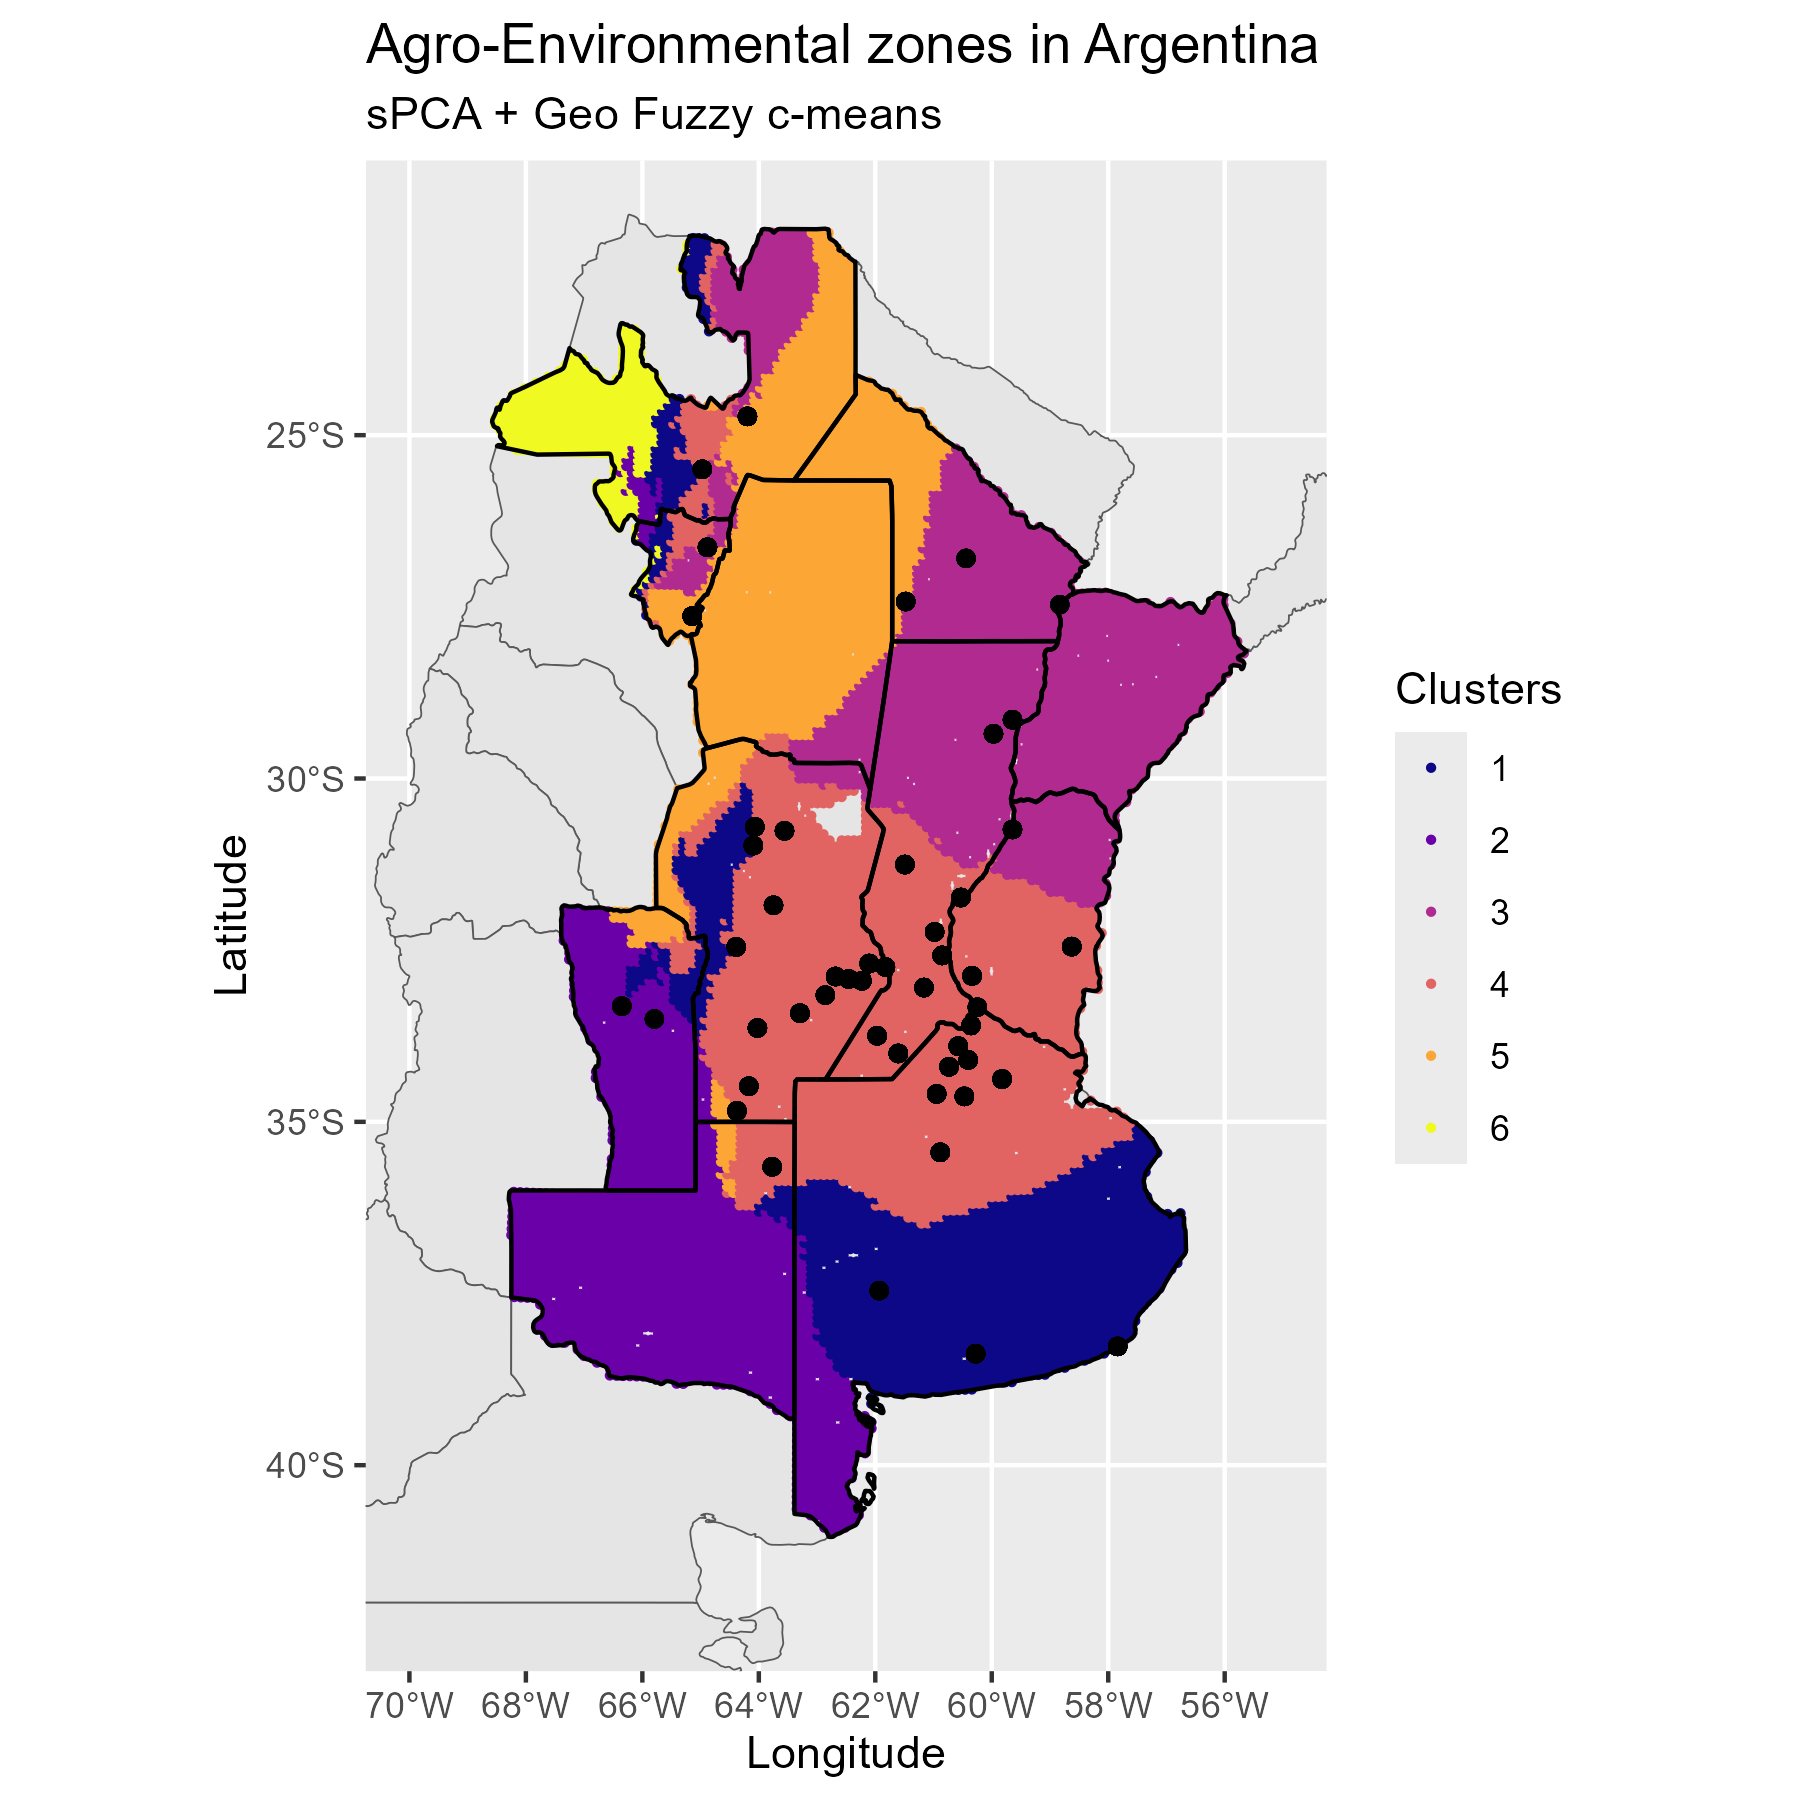 Agro-Environmental zones in Argentina
sPCA + Geo Fuzzy c-means
25°S
30°S
35°S
40°S
Latitude
70°W 68°W 66°W 64°W 62°W 60°W 58°W 56°W
Longitude
Clusters
1
2
3
4
5
6